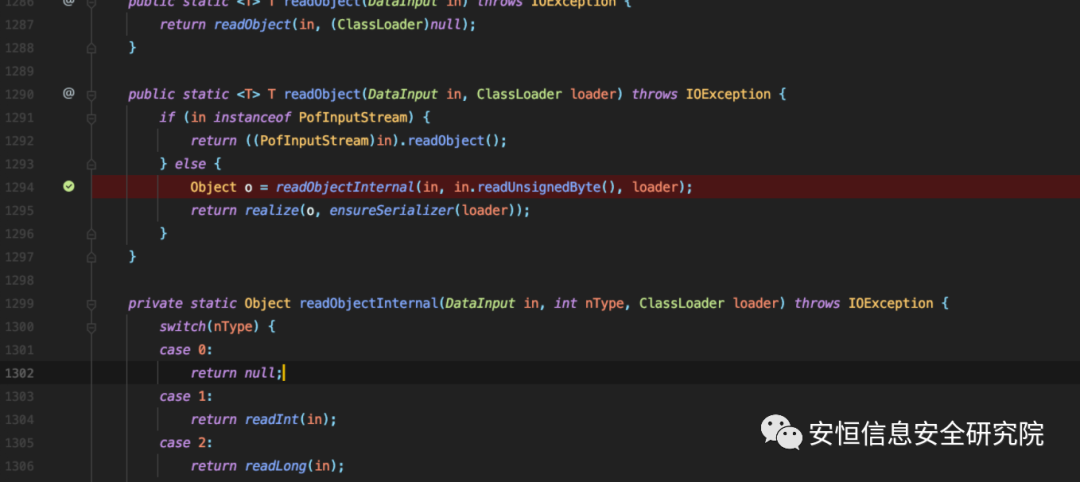 1286 @ public static <T> T readObject(DataInput in) throws IOException {
1287 return readObject(in, (ClassLoader)null);
1288 }
1289
1290 @ public static <T> T readObject(DataInput in, ClassLoader loader) throws IOException {
1291 if (in instanceof PofInputStream) {
1292 return ((PofInputStream)in).readObject();
1293 } else {
1294 Object o = readObjectInternal(in, in.readUnsignedByte(), loader);
1295 return realize(o, ensureSerializer(loader));
1296 }
1297 }
1298
1299 private static Object readObjectInternal(DataInput in, int nType, ClassLoader loader) throws IOException {
1300 switch(nType) {
1301 case 0:
1302 return null;
1303 case 1:
1304 return readInt(in);
1305 case 2:
1306 return readLong(in);
安恒信息安全研究院